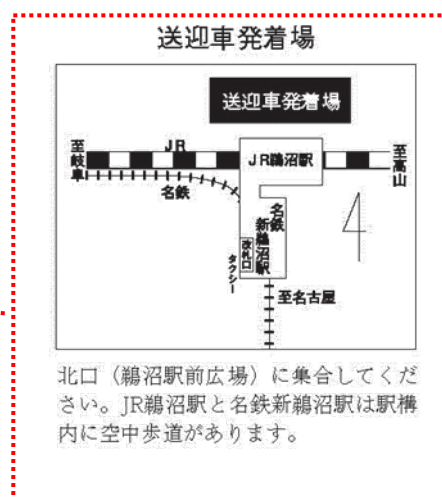 送迎車発着場
送迎車発着場
至岐阜
JR
JR鵜沼駅
至高山
名鉄
名鉄
新鵜沼駅
改札口
タクシー
至名古屋
北口（鵜沼駅前広場）に集合してくだ
さい。JR鵜沼駅と名鉄新鵜沼駅は駅構
内に空中歩道があります。